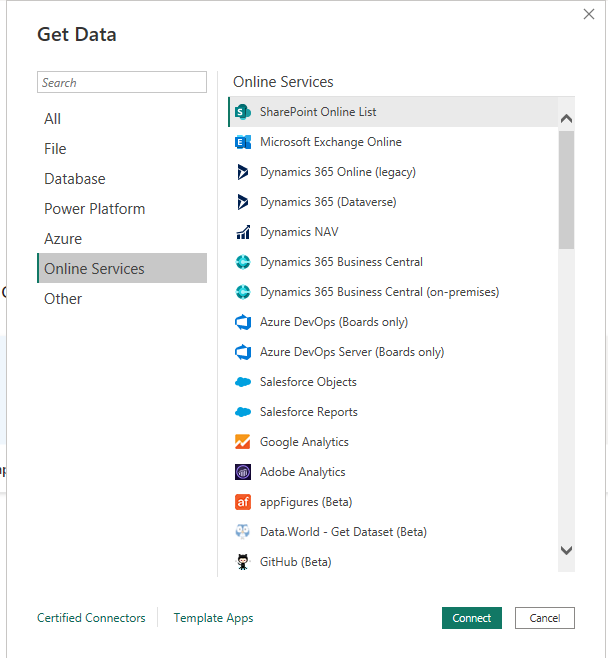 Get Data
Search
All
File
Database
Power Platform
Azure
Online Services
Other
Online Services
SharePoint Online List
Microsoft Exchange Online
Dynamics 365 Online (legacy)
Dynamics 365 (Dataverse)
Dynamics NAV
Dynamics 365 Business Central
Dynamics 365 Business Central (on-premises)
Azure DevOps (Boards only)
Azure DevOps Server (Boards only)
Salesforce Objects
Salesforce Reports
Google Analytics
Adobe Analytics
af appFigures (Beta)
Data.World - Get Dataset (Beta)
GitHub (Beta)
Certified Connectors
Template Apps
Connect
Cancel